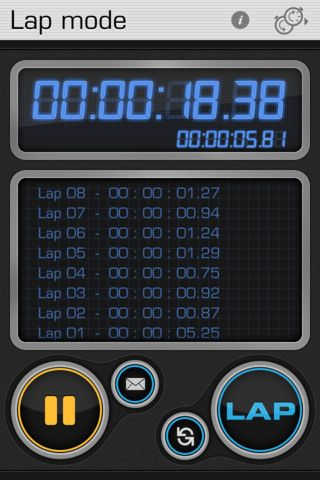 Lap mode
00:00:18.38
00:00:05.81
Lap 08 - 00 : 00 : 01.27
Lap 07 - 00 : 00 : 00.94
Lap 06 - 00 : 00 : 01.24
Lap 05 - 00 : 00 : 01.29
Lap 04 - 00 : 00 : 00.75
Lap 03 - 00 : 00 : 00.92
Lap 02 - 00 : 00 : 00.87
Lap 01 - 00 : 00 : 05.25
LAP